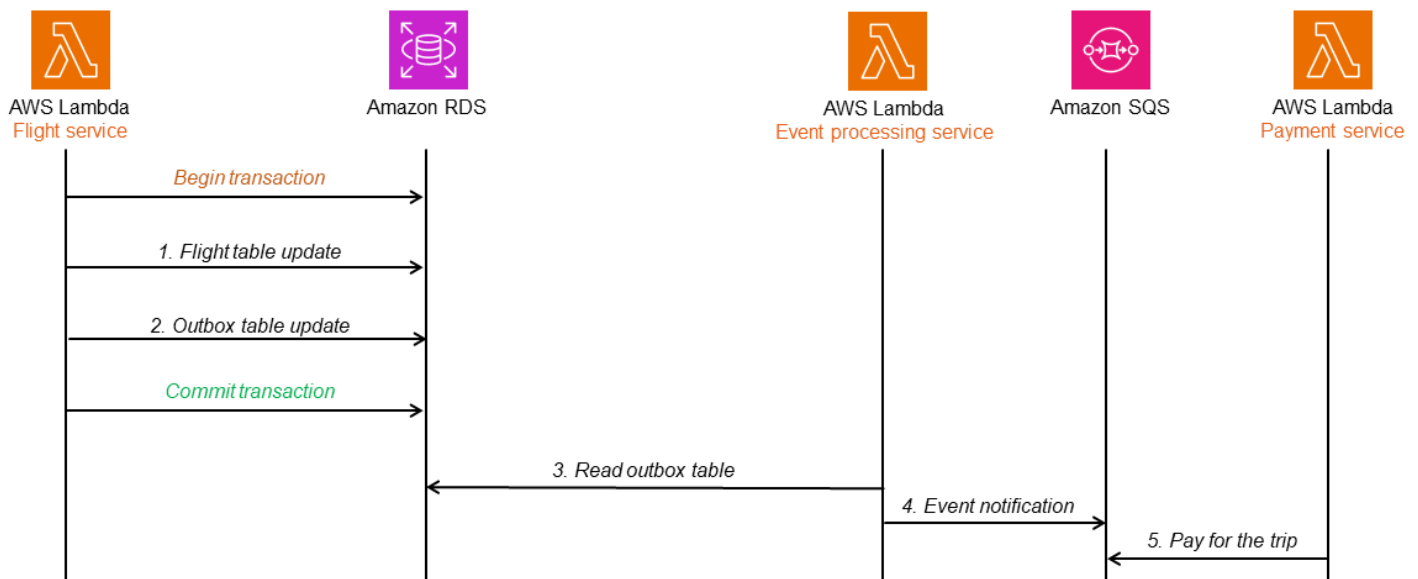 AWS Lambda
Flight service
Amazon RDS
AWS Lambda
Event processing service
Amazon SQS
AWS Lambda
Payment service
Begin transaction
1. Flight table update
2. Outbox table update
Commit transaction
3. Read outbox table
4. Event notification
5. Pay for the trip